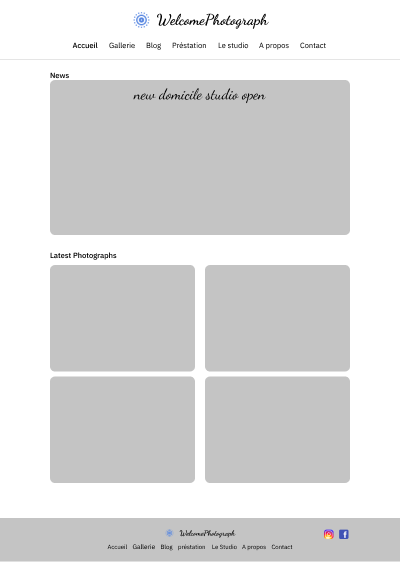 WelcomePhotograph
Accueil Gallerie Blog Préstation Le studio A propos Contact
News
new domicile studio open
Latest Photographs
WelcomePhotograph
Accueil Gallerie Blog préstation Le Studio A propos Contact